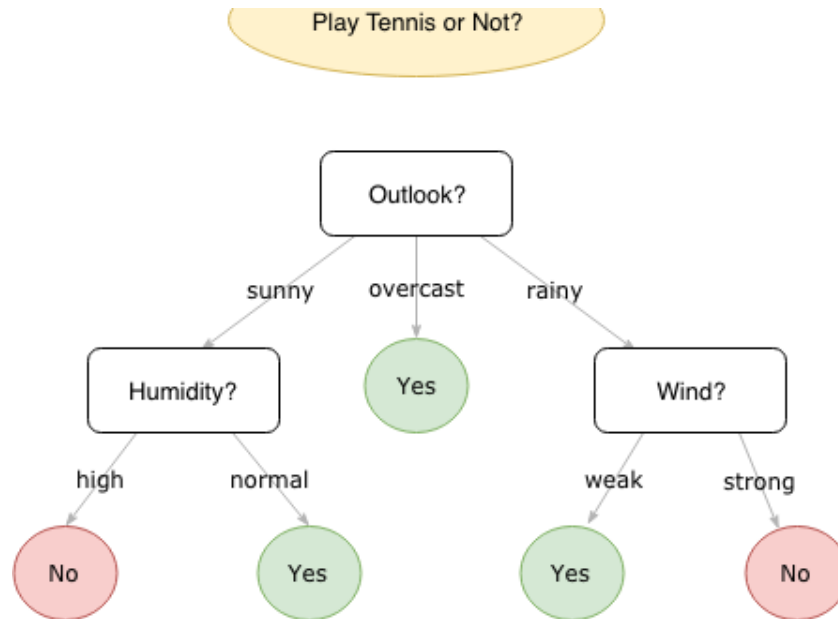 Play Tennis or Not?
Outlook?
sunny
overcast
rainy
Humidity?
Yes
Wind?
high
normal
weak
strong
No
Yes
Yes
No